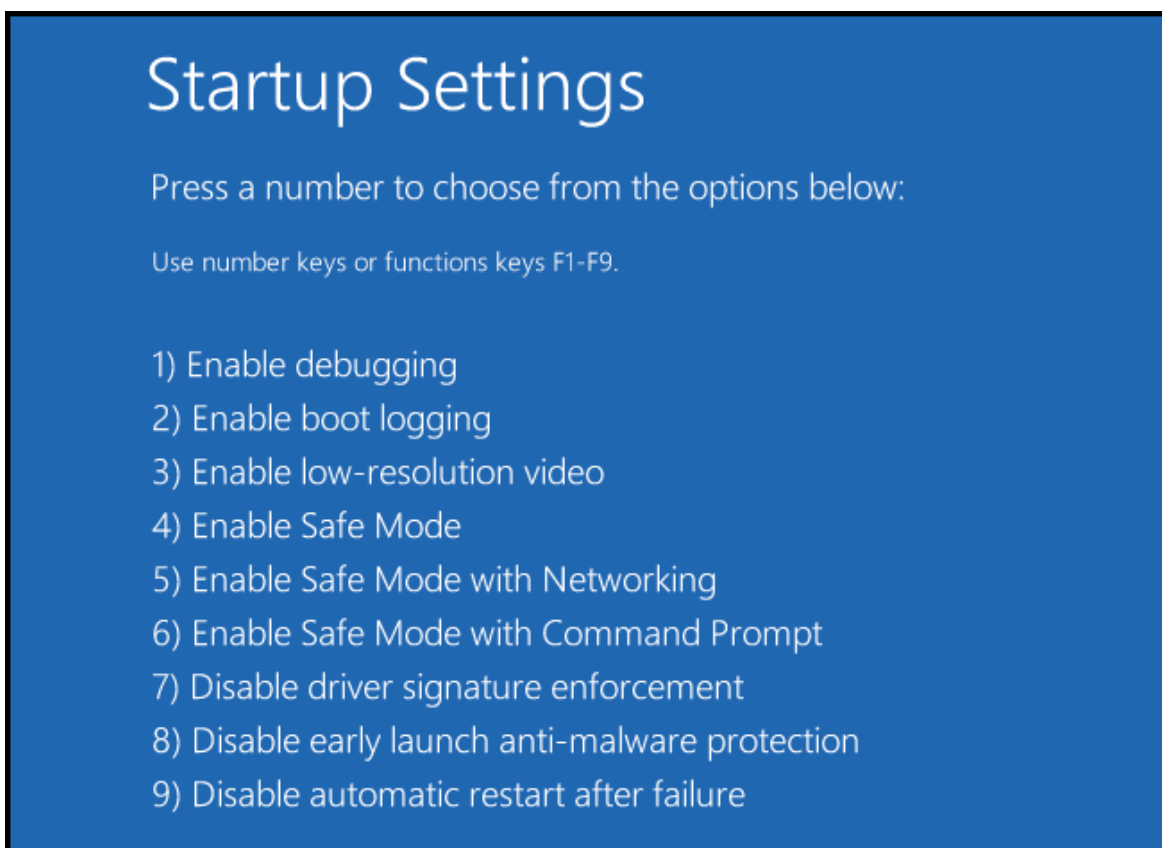 Startup Settings
Press a number to choose from the options below:
Use number keys or functions keys F1-F9.
1) Enable debugging
2) Enable boot logging
3) Enable low-resolution video
4) Enable Safe Mode
5) Enable Safe Mode with Networking
6) Enable Safe Mode with Command Prompt
7) Disable driver signature enforcement
8) Disable early launch anti-malware protection
9) Disable automatic restart after failure